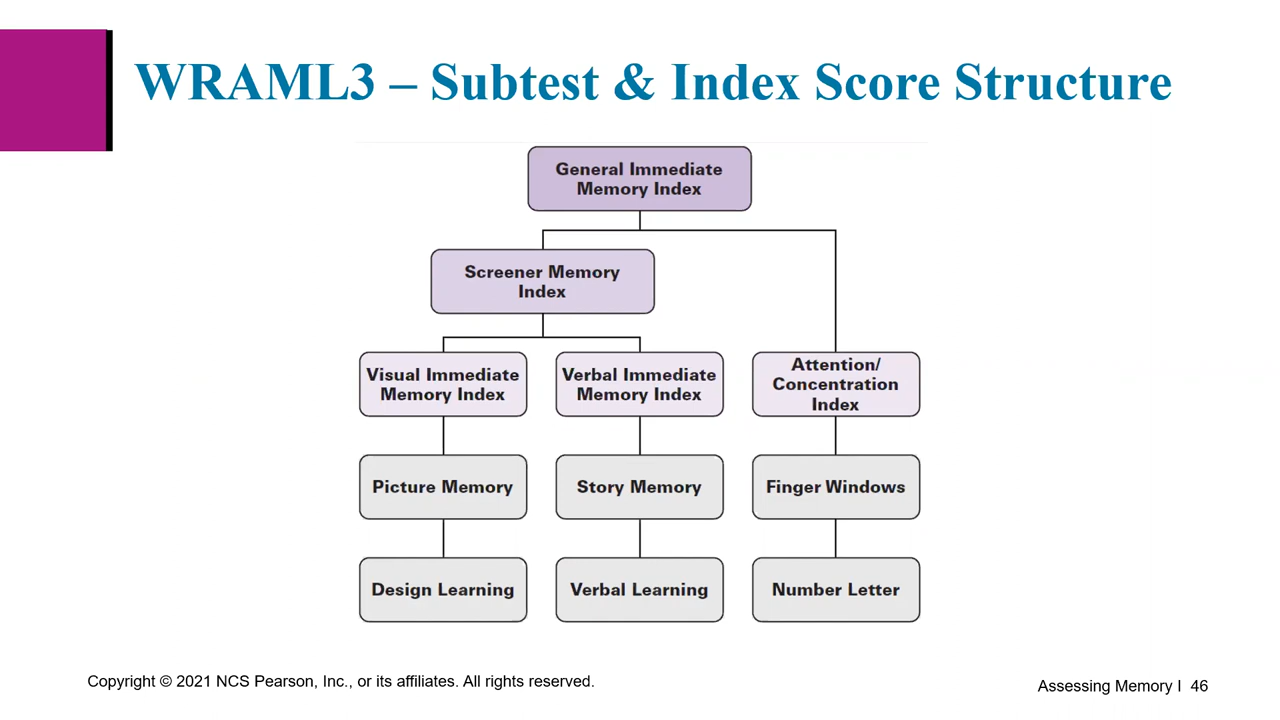 WRAML3 – Subtest & Index Score Structure
General Immediate
Memory Index
Screener Memory
Index
Visual Immediate
Memory Index
Verbal Immediate
Memory Index
Attention/
Concentration
Index
Picture Memory
Story Memory
Finger Windows
Design Learning
Verbal Learning
Number Letter
Copyright © 2021 NCS Pearson, Inc., or its affiliates. All rights reserved.
Assessing Memory I 46